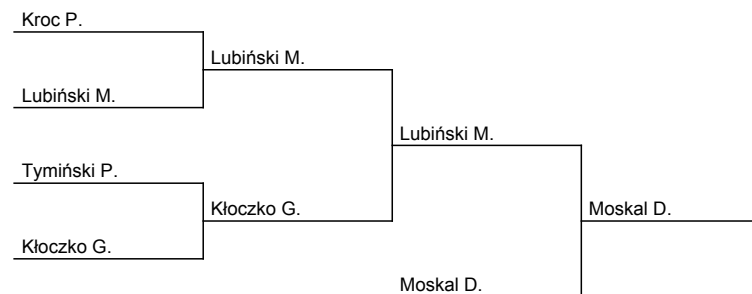 Kroc P.
Lubiński M.
Lubiński M.
Lubiński M.
Tymiński P.
Kłoczko G.
Moskal D.
Kłoczko G.
Moskal D.